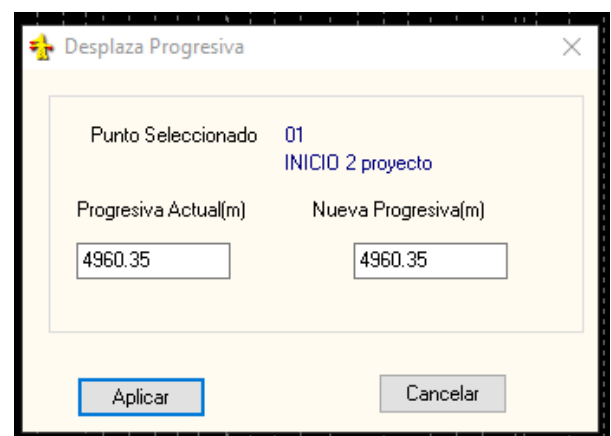 Desplaza Progresiva
Punto Seleccionado 01
INICIO 2 proyecto
Progresiva Actual(m) Nueva Progresiva(m)
4960.35 4960.35
Aplicar Cancelar